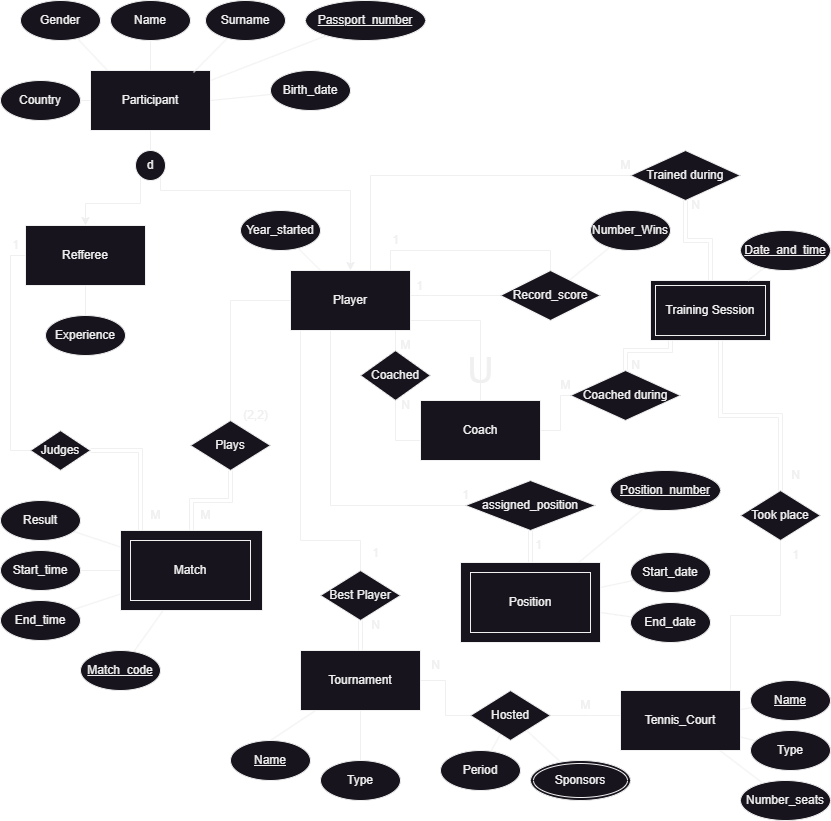 Gender
Name
Surname
Passport_number
Country
Participant
Birth_date
d
M
Trained during
N
Year_started
Number_Wins
Date_and_time
1
Refferee
1
Player
1
Record_score
Training Session
Experience
M
Coached
N
U
M
N
Coached during
(2,2)
Coach
Judges
Plays
Position_number
N
1
assigned_position
Took place
Result
M
M
1
1
1
Start_time
Match
Start_date
End_time
Best Player
Position
End_date
N
Match_code
Tournament
N
Hosted
M
Tennis_Court
Name
Name
Type
Period
Sponsors
Type
Number_seats